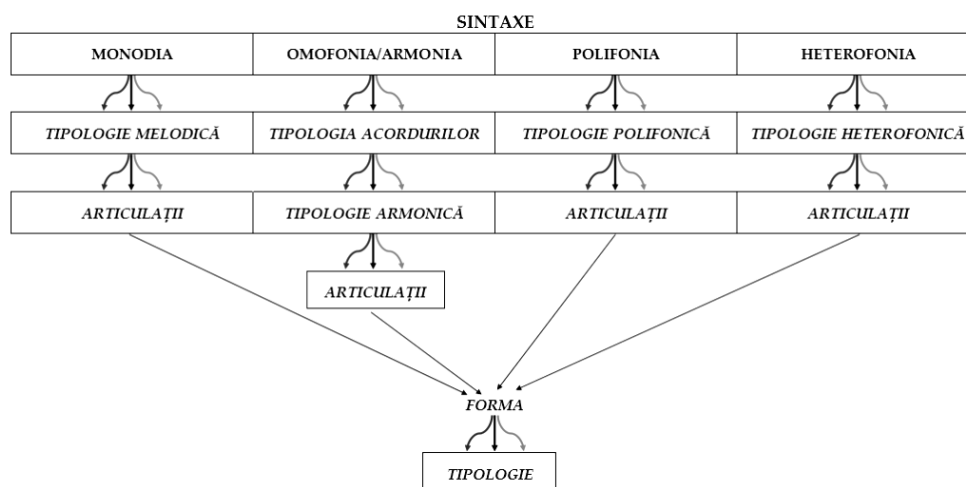 SINTAXE
MONODIA OMOFONIA/ARMONIA POLIFONIA HETEROFONIA
TIPOLOGIE MELODICĂ TIPOLOGIA ACORDURILOR TIPOLOGIE POLIFONICĂ TIPOLOGIE HETEROFONICĂ
ARTICULAȚII TIPOLOGIE ARMONICĂ ARTICULAȚII ARTICULAȚII
ARTICULAȚII
FORMA
TIPOLOGIE